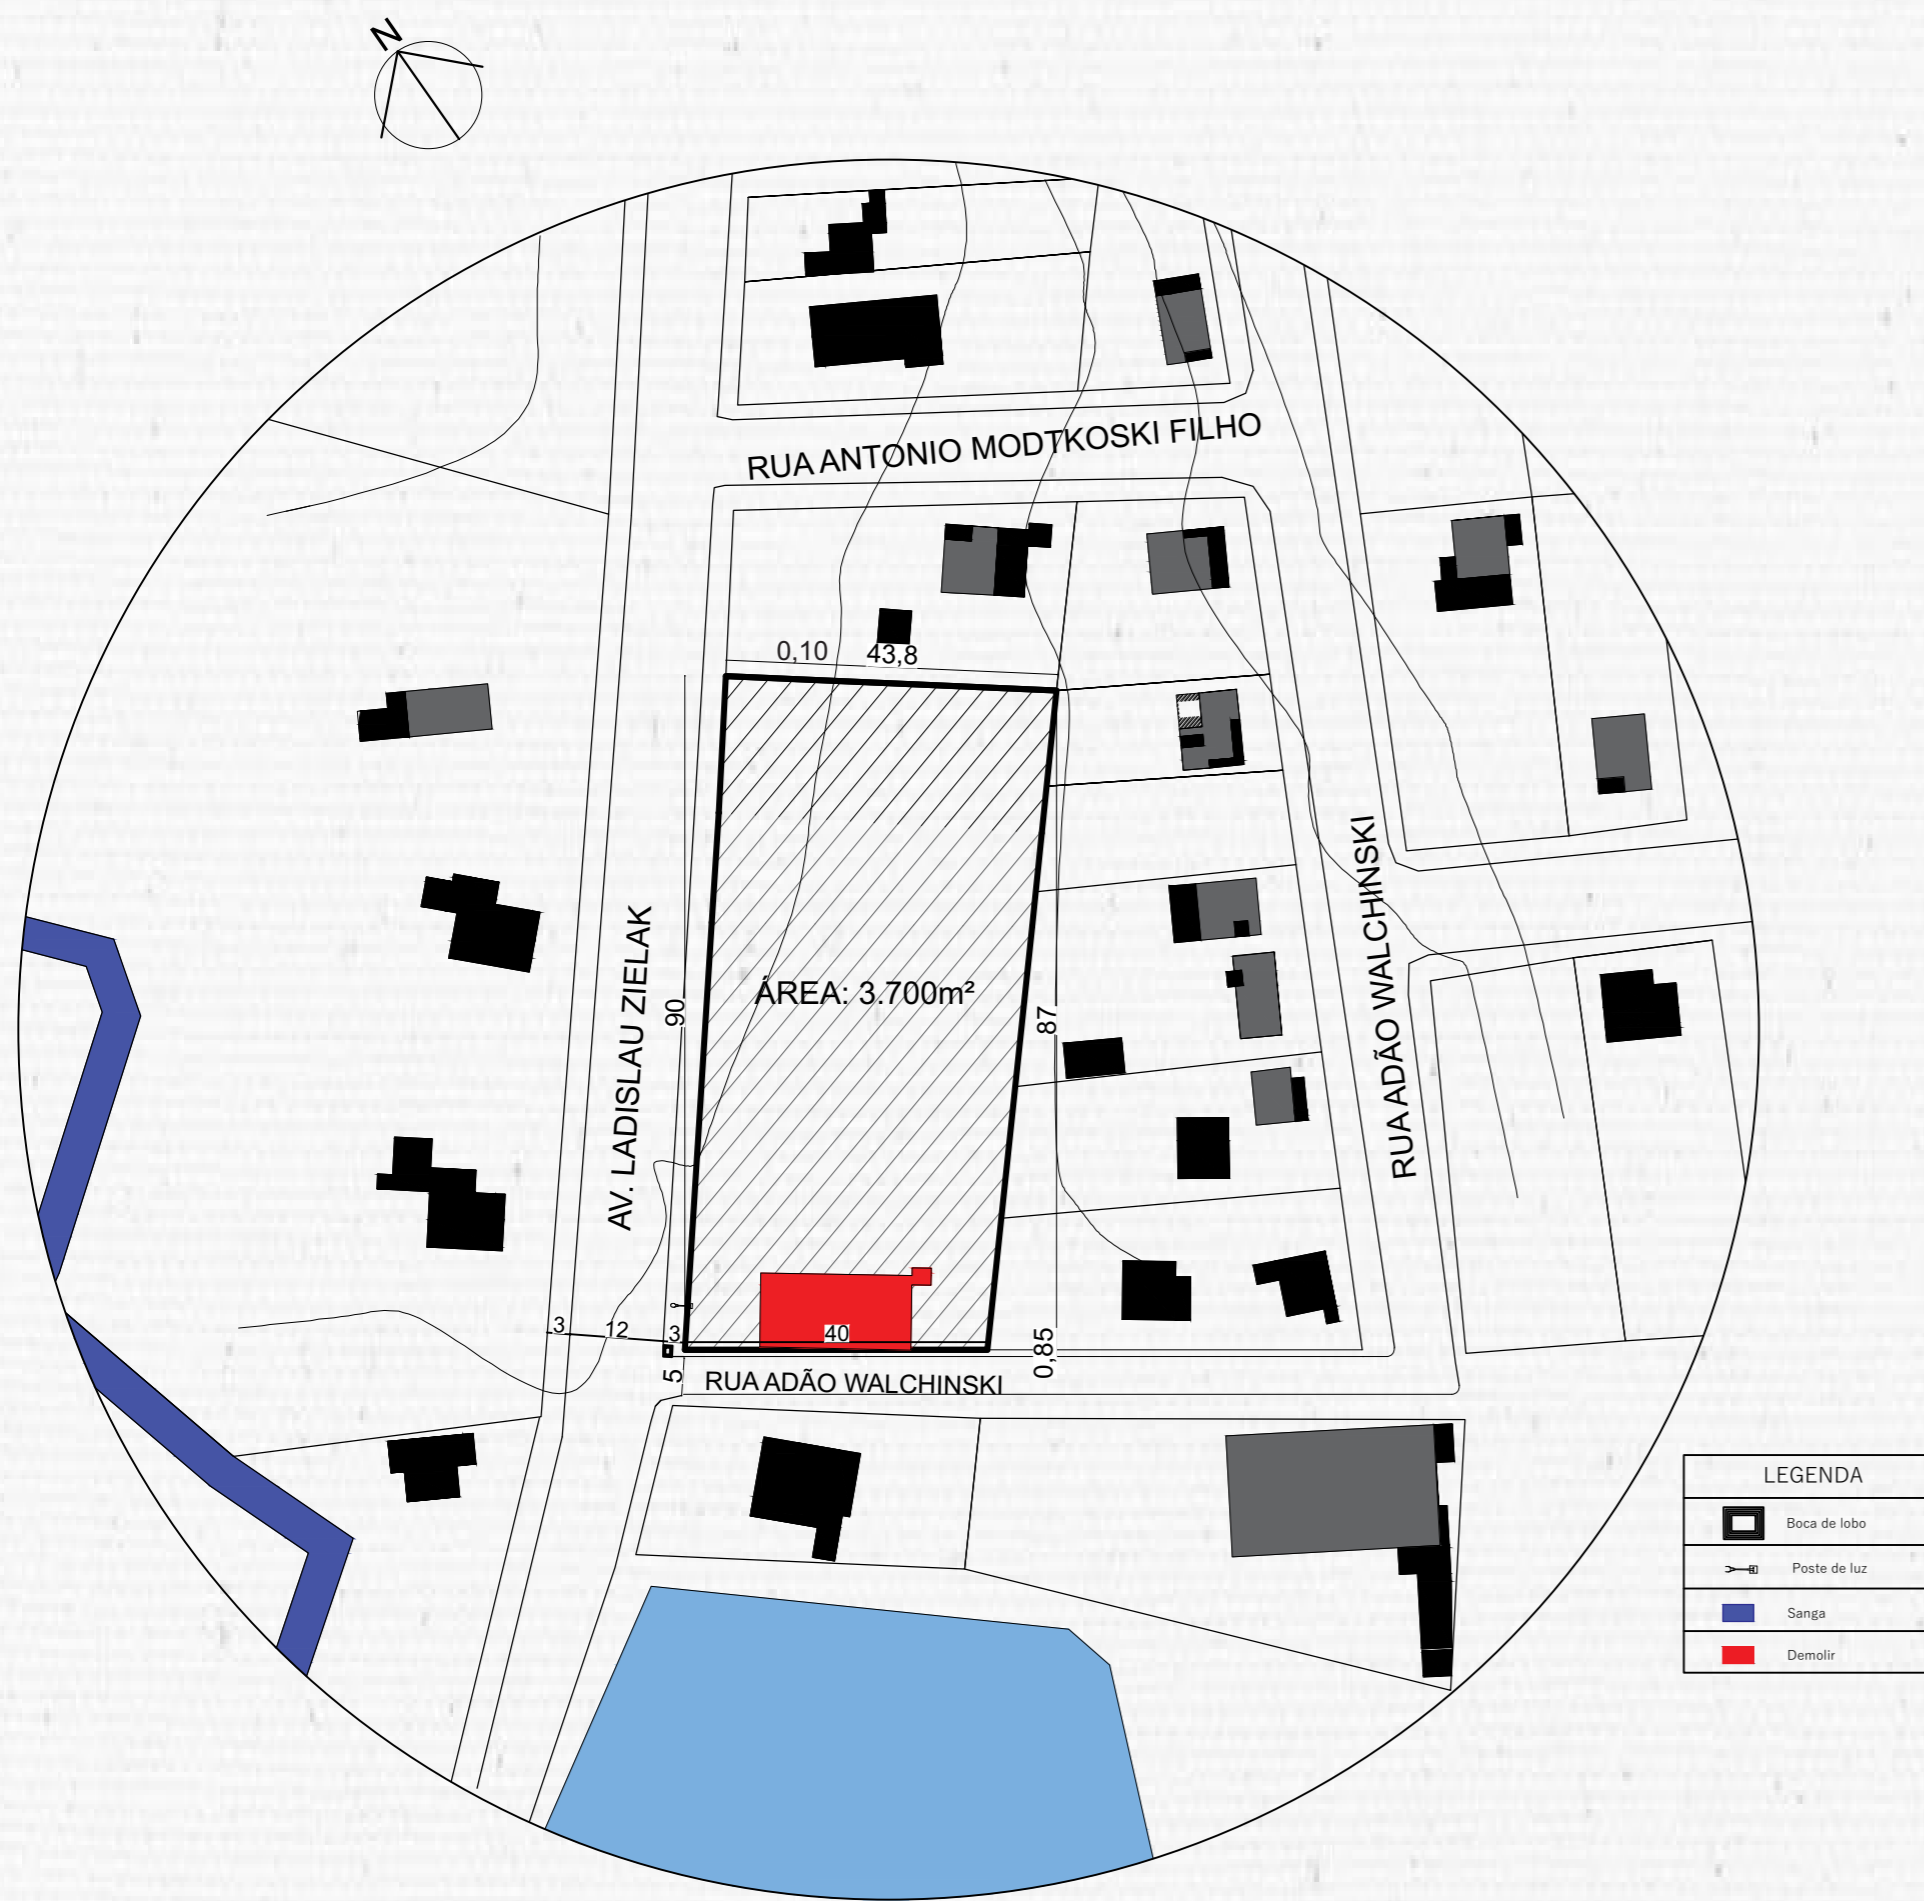 N
RUA ANTONIO MODTKOSKI FILHO
0,10
43,8
RUA ADÃO WALCHINSKI
AV. LADISLAU ZIELAK
90
ÁREA: 3.700m²
87
3
12
3
40
0,85
5
RUA ADÃO WALCHINSKI
LEGENDA
Boca de lobo
Poste de luz
Sanga
Demolir